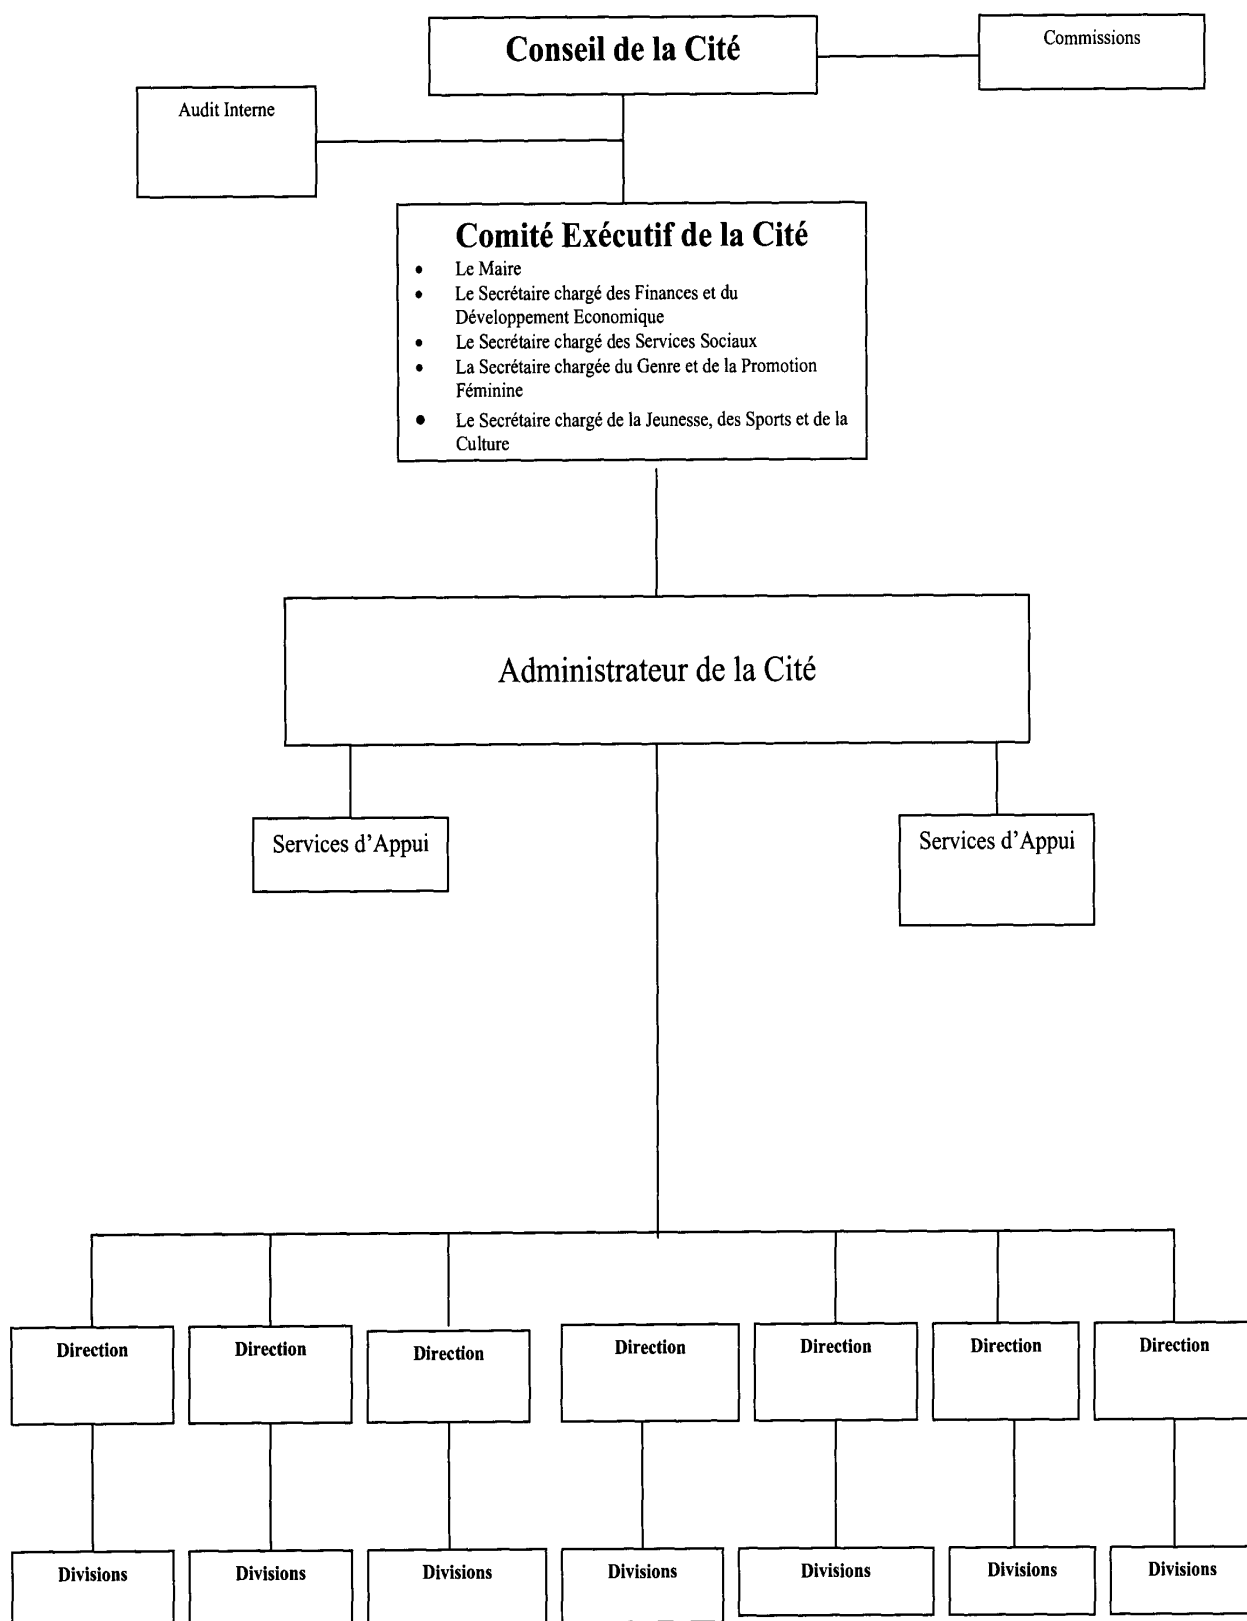 Conseil de la Cité
Commissions
Audit Interne
Comité Exécutif de la Cité
• Le Maire
• Le Secrétaire chargé des Finances et du
Développement Economique
• Le Secrétaire chargé des Services Sociaux
• La Secrétaire chargée du Genre et de la Promotion
Féminine
• Le Secrétaire chargé de la Jeunesse, des Sports et de la
Culture
Administrateur de la Cité
Services d'Appui
Services d'Appui
Direction
Direction
Direction
Direction
Direction
Direction
Direction
Divisions
Divisions
Divisions
Divisions
Divisions
Divisions
Divisions